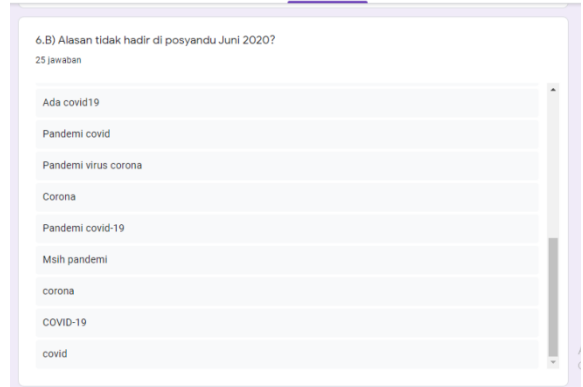 6.B) Alasan tidak hadir di posyandu Juni 2020?
25 jawaban
Ada covid19
Pandemi covid
Pandemi virus corona
Corona
Pandemi covid-19
Msih pandemi
corona
COVID-19
covid